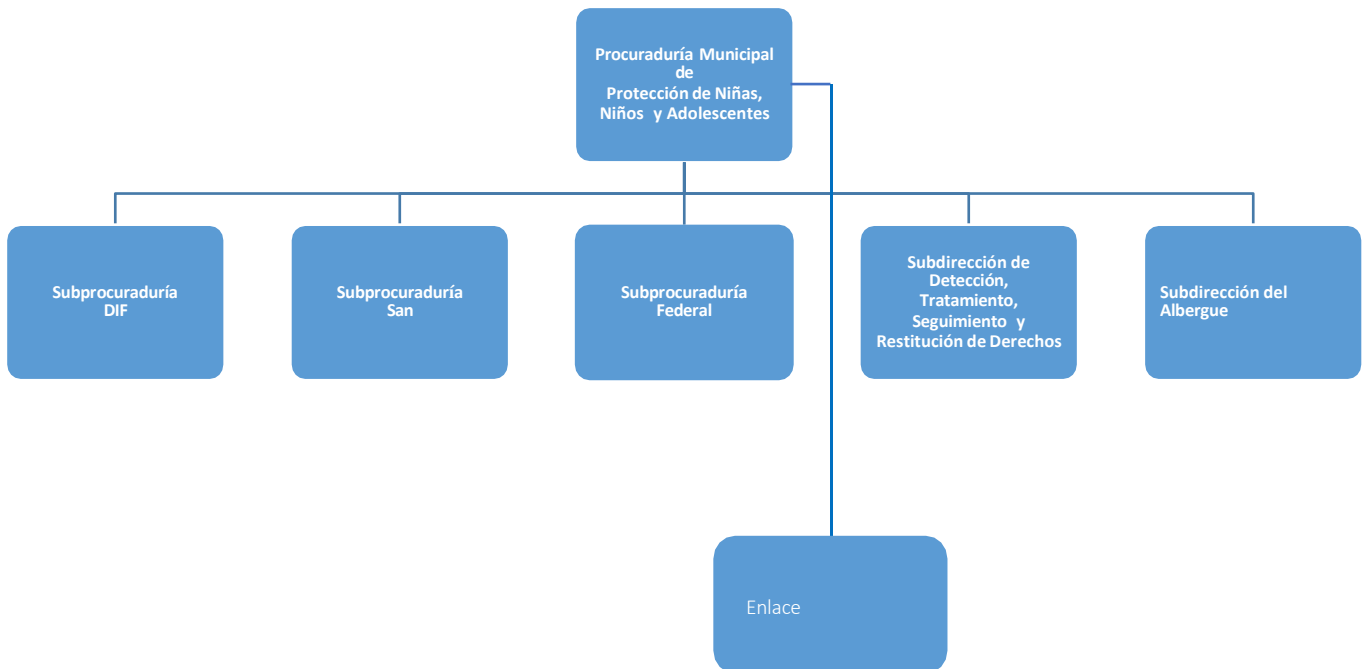 Procuraduría Municipal
de
Protección de Niñas,
Niños y Adolescentes
Subprocuraduría
DIF
Subprocuraduría
San
Subprocuraduría
Federal
Subdirección de
Detección,
Tratamiento,
Seguimiento y
Restitución de Derechos
Subdirección del
Albergue
Enlace